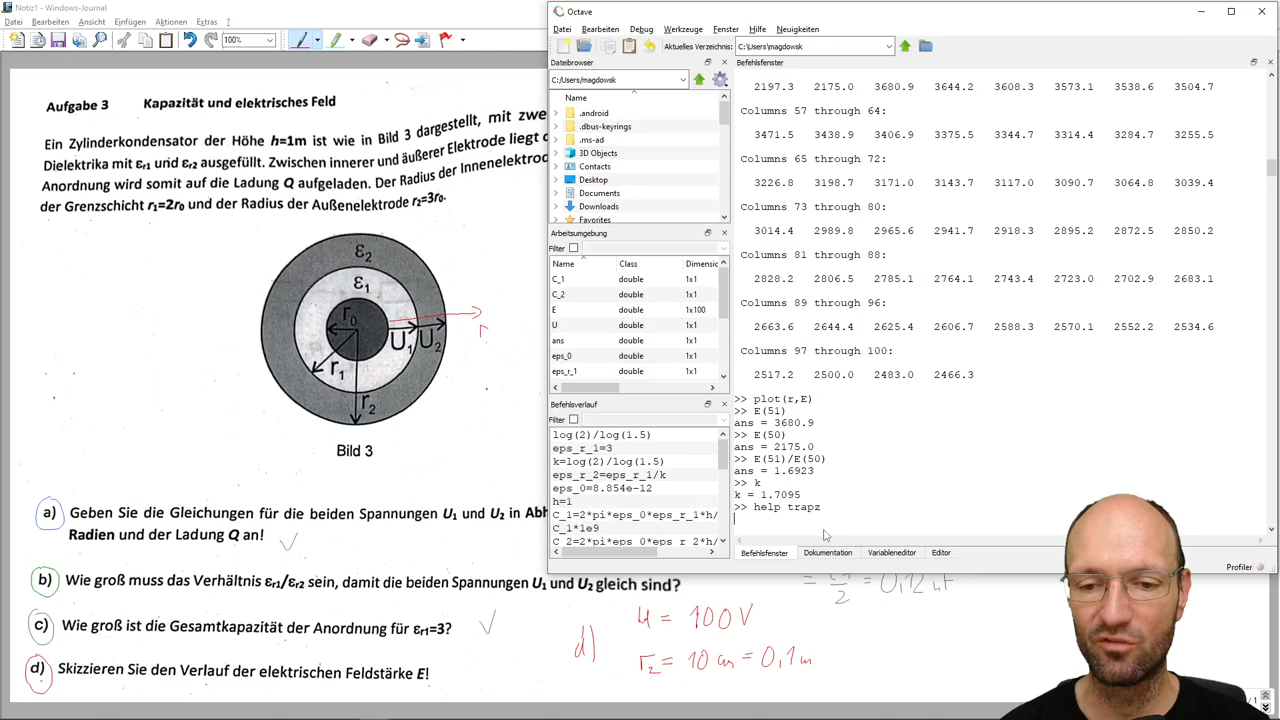 Notiz1 - Windows-Journal
Datei Bearbeiten Ansicht Einfügen Aktionen Extras ?
100%
Aufgabe 3 Kapazität und elektrisches Feld
Ein Zylinderkondensator der Höhe h=1m ist wie in Bild 3 dargestellt, mit zwe
Dielektrika mit εr1 und εr2 ausgefüllt. Zwischen innerer und äußerer Elektrode liegt
Anordnung wird somit auf die Ladung Q aufgeladen. Der Radius der Innenelektrod
der Grenzschicht r1=2r0 und der Radius der Außenelektrode r2=3r0.
ε2
ε1
r0
U1 U2
r
r1
r2
Bild 3
a) Geben Sie die Gleichungen für die beiden Spannungen U1 und U2 in Abh
Radien und der Ladung Q an!
b) Wie groß muss das Verhältnis εr1/εr2 sein, damit die beiden Spannungen U1 und U2 gleich sind?
c) Wie groß ist die Gesamtkapazität der Anordnung für εr1=3?
d) Skizzieren Sie den Verlauf der elektrischen Feldstärke E!
d) U = 100 V
r2 = 10 cm = 0,1 m
2 = 0,12 nF
Octave
Datei Bearbeiten Debug Werkzeuge Fenster Hilfe Neuigkeiten
Aktuelles Verzeichnis: C:\Users\magdowsk
Dateibrowser
C:/Users/magdowsk
Name
.android
.dbus-keyrings
.ms-ad
3D Objects
Contacts
Desktop
Documents
Downloads
Favorites
Arbeitsumgebung
Filter
Name Class Dimensic
C_1 double 1x1
C_2 double 1x1
E double 1x100
U double 1x1
ans double 1x1
eps_0 double 1x1
eps_r_1 double 1x1
Befehlsverlauf
Filter
log(2)/log(1.5)
eps_r_1=3
k=log(2)/log(1.5)
eps_r_2=eps_r_1/k
eps_0=8.854e-12
h=1
C_1=2*pi*eps_0*eps_r_1*h/
C_1*1e9
C_2=2*pi*eps_0*eps_r_2*h/
Befehlsfenster
2197.3 2175.0 3680.9 3644.2 3608.3 3573.1 3538.6 3504.7
Columns 57 through 64:
3471.5 3438.9 3406.9 3375.5 3344.7 3314.4 3284.7 3255.5
Columns 65 through 72:
3226.8 3198.7 3171.0 3143.7 3117.0 3090.7 3064.8 3039.4
Columns 73 through 80:
3014.4 2989.8 2965.6 2941.7 2918.3 2895.2 2872.5 2850.2
Columns 81 through 88:
2828.2 2806.5 2785.1 2764.1 2743.4 2723.0 2702.9 2683.1
Columns 89 through 96:
2663.6 2644.4 2625.4 2606.7 2588.3 2570.1 2552.2 2534.6
Columns 97 through 100:
2517.2 2500.0 2483.0 2466.3
>> plot(r,E)
>> E(51)
ans = 3680.9
>> E(50)
ans = 2175.0
>> E(51)/E(50)
ans = 1.6923
>> k
k = 1.7095
>> help trapz
Befehlsfenster Dokumentation Variableneditor Editor
Profiler